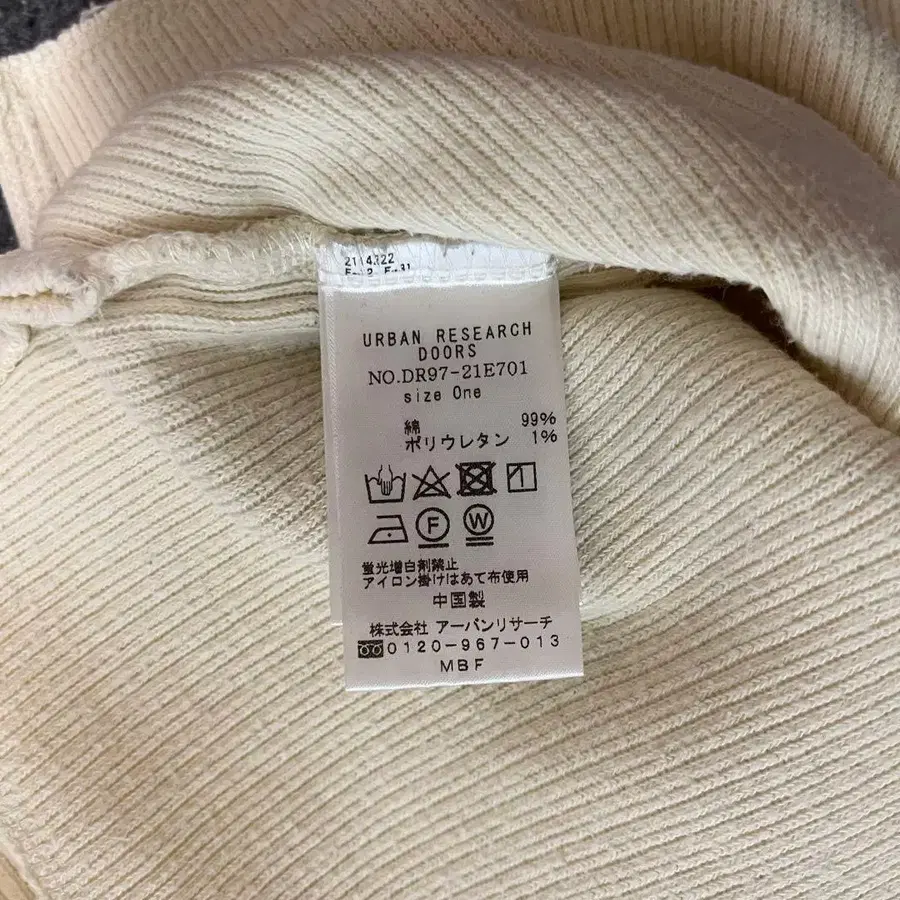 2114322
URBAN RESEARCH
DOORS
NO.DR97-21E701
size One
綿 99%
ポリウレタン 1%
F W
蛍光増白剤禁止
アイロン掛けはあて布使用
中国製
株式会社 アーバンリサーチ
0120-967-013
MBF